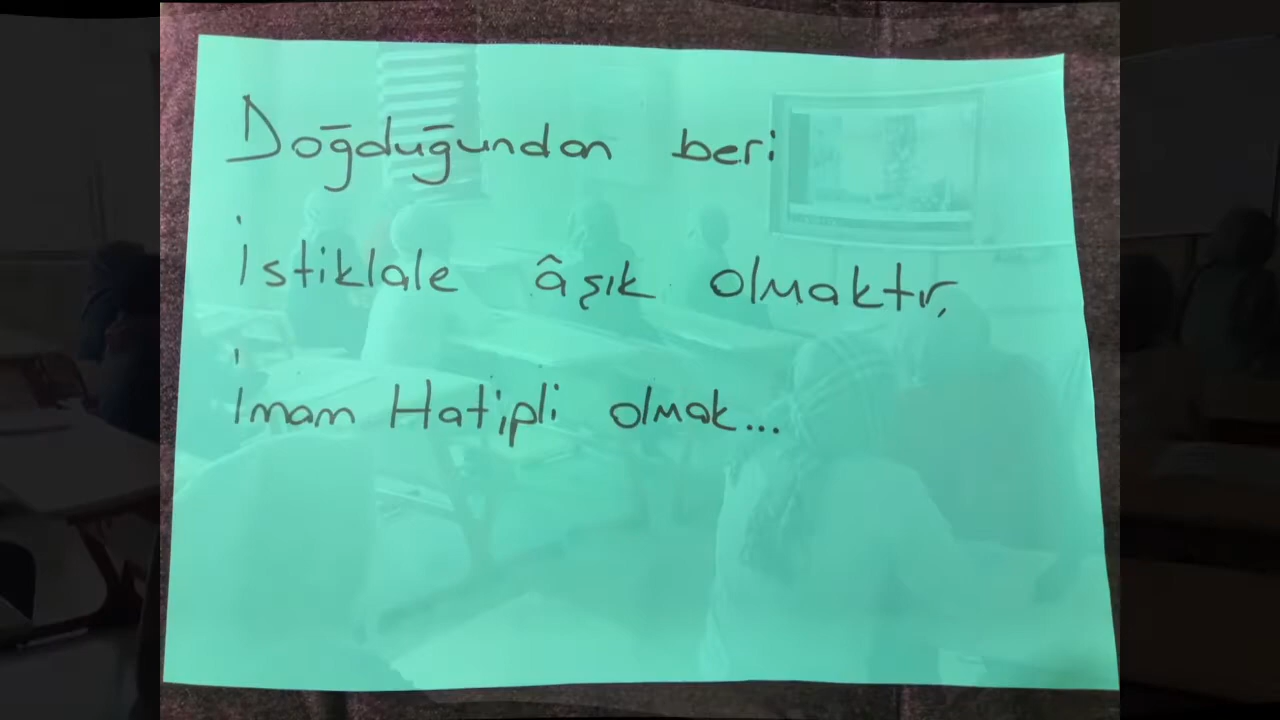 Doğduğundan beri
İstiklale âşık olmaktır,
İmam Hatipli olmak...